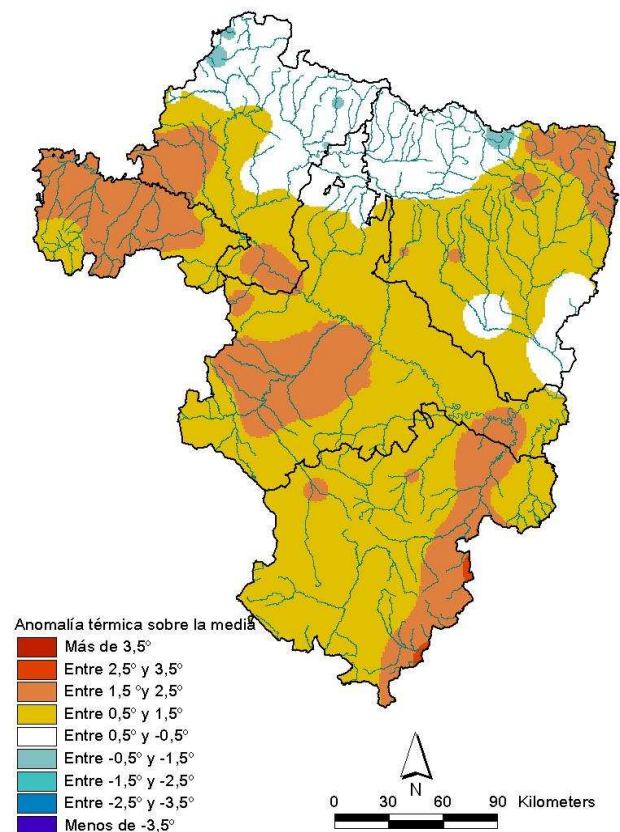 Anomalía térmica sobre la media
Más de 3,5°
Entre 2,5° y 3,5°
Entre 1,5 °y 2,5°
Entre 0,5° y 1,5°
Entre 0,5° y -0,5°
Entre -0,5° y -1,5°
Entre -1,5° y -2,5°
Entre -2,5° y -3,5°
Menos de -3,5°
N
0 30 60 90 Kilometers